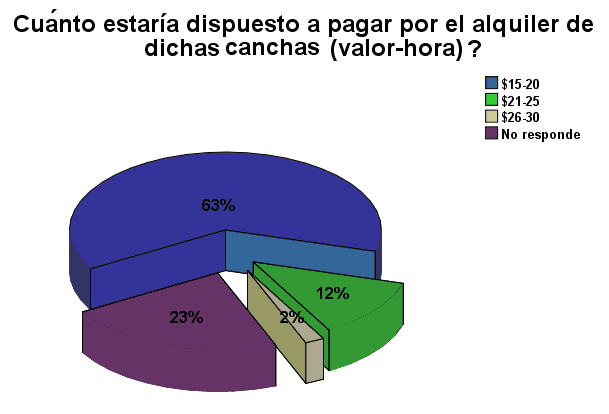 Cuánto estaría dispuesto a pagar por el alquiler de
dichas canchas (valor-hora) ?
$15-20
$21-25
$26-30
No responde
63%
12%
2%
23%